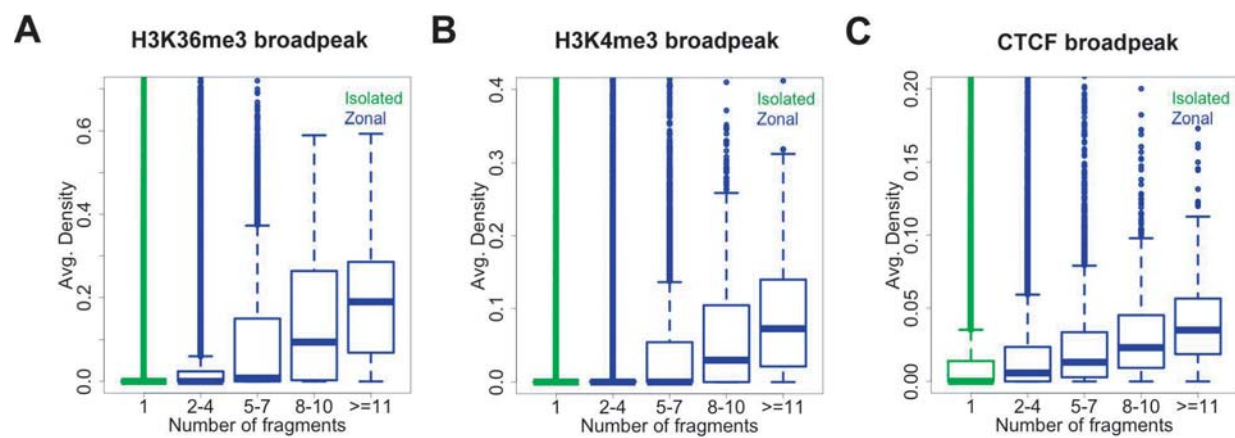 A
H3K36me3 broadpeak
Isolated
Zonal
Avg. Density
0.0
0.2
0.4
0.6
1
2-4
5-7
8-10
>=11
Number of fragments
B
H3K4me3 broadpeak
Isolated
Zonal
Avg. Density
0.0
0.1
0.2
0.3
0.4
1
2-4
5-7
8-10
>=11
Number of fragments
C
CTCF broadpeak
Isolated
Zonal
Avg. Density
0.00
0.05
0.10
0.15
0.20
1
2-4
5-7
8-10
>=11
Number of fragments